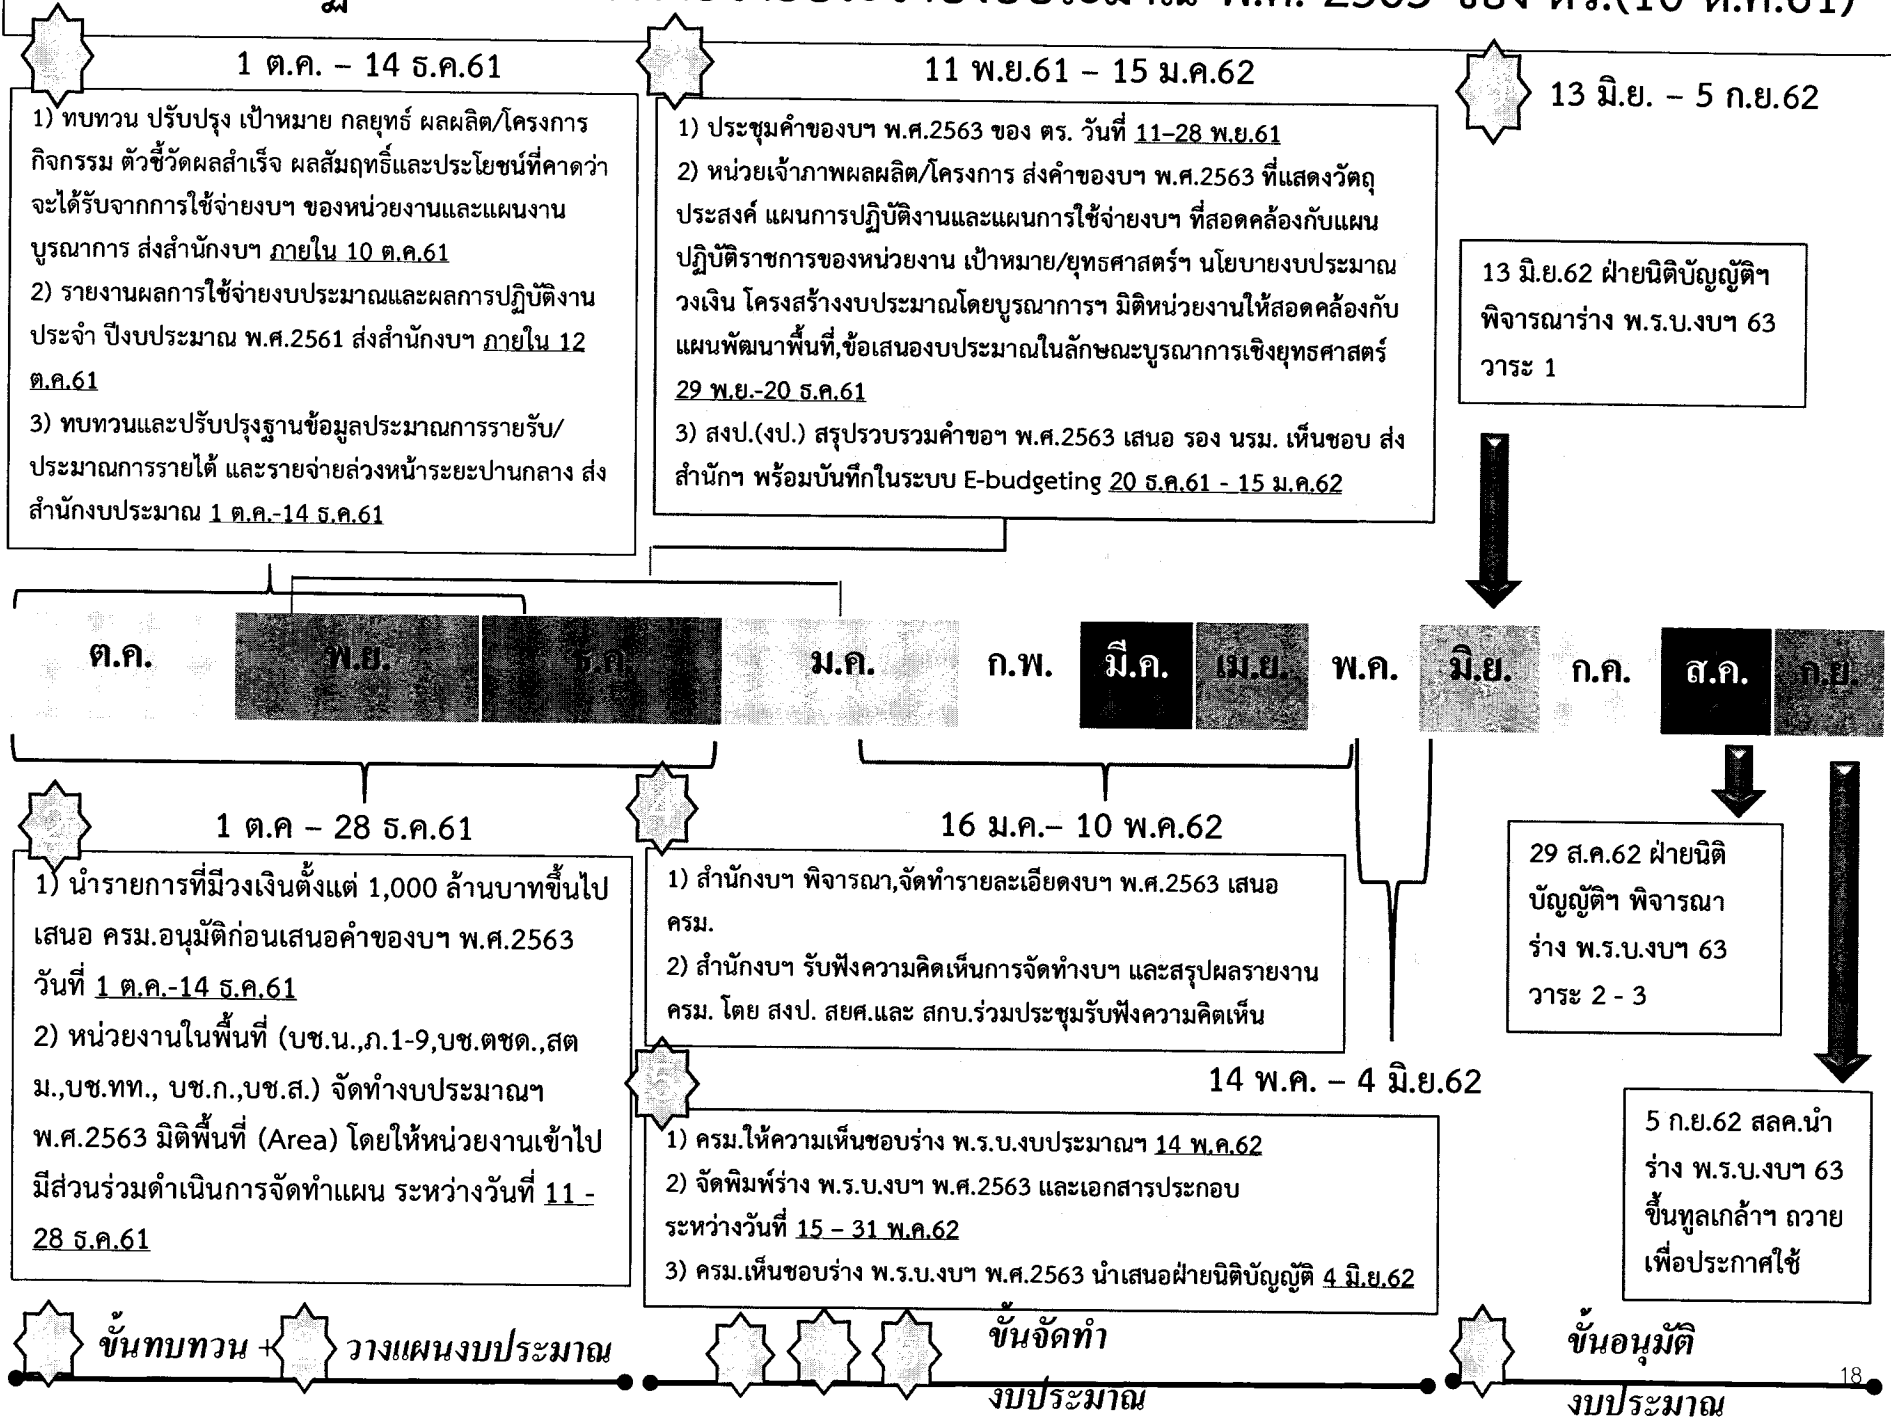 งบประมาณ พ.ศ. 2563 ของ ตร.(10 ต.ค.61)
1 ต.ค. – 14 ธ.ค.61
1) ทบทวน ปรับปรุง เป้าหมาย กลยุทธ์ ผลผลิต/โครงการ
กิจกรรม ตัวชี้วัดผลสำเร็จ ผลสัมฤทธิ์และประโยชน์ที่คาดว่า
จะได้รับจากการใช้จ่ายงบฯ ของหน่วยงานและแผนงาน
บูรณาการ ส่งสำนักงบฯ ภายใน 10 ต.ค.61
2) รายงานผลการใช้จ่ายงบประมาณและผลการปฏิบัติงาน
ประจำ ปีงบประมาณ พ.ศ.2561 ส่งสำนักงบฯ ภายใน 12
ต.ค.61
3) ทบทวนและปรับปรุงฐานข้อมูลประมาณการรายรับ/
ประมาณการรายได้ และรายจ่ายล่วงหน้าระยะปานกลาง ส่ง
สำนักงบประมาณ 1 ต.ค.-14 ธ.ค.61
11 พ.ย.61 – 15 ม.ค.62
1) ประชุมคำของบฯ พ.ศ.2563 ของ ตร. วันที่ 11–28 พ.ย.61
2) หน่วยเจ้าภาพผลผลิต/โครงการ ส่งคำของบฯ พ.ศ.2563 ที่แสดงวัตถุ
ประสงค์ แผนการปฏิบัติงานและแผนการใช้จ่ายงบฯ ที่สอดคล้องกับแผน
ปฏิบัติราชการของหน่วยงาน เป้าหมาย/ยุทธศาสตร์ฯ นโยบายงบประมาณ
วงเงิน โครงสร้างงบประมาณโดยบูรณาการฯ มิติหน่วยงานให้สอดคล้องกับ
แผนพัฒนาพื้นที่,ข้อเสนองบประมาณในลักษณะบูรณาการเชิงยุทธศาสตร์
29 พ.ย.-20 ธ.ค.61
3) สงป.(งป.) สรุปรวบรวมคำขอฯ พ.ศ.2563 เสนอ รอง นรม. เห็นชอบ ส่ง
สำนักฯ พร้อมบันทึกในระบบ E-budgeting 20 ธ.ค.61 - 15 ม.ค.62
13 มิ.ย. – 5 ก.ย.62
13 มิ.ย.62 ฝ่ายนิติบัญญัติฯ
พิจารณาร่าง พ.ร.บ.งบฯ 63
วาระ 1
ต.ค. พ.ย. ธ.ค. ม.ค. ก.พ. มี.ค. เม.ย. พ.ค. มิ.ย. ก.ค. ส.ค. ก.ย.
2
1 ต.ค – 28 ธ.ค.61
1) นำรายการที่มีวงเงินตั้งแต่ 1,000 ล้านบาทขึ้นไป
เสนอ ครม.อนุมัติก่อนเสนอคำของบฯ พ.ศ.2563
วันที่ 1 ต.ค.-14 ธ.ค.61
2) หน่วยงานในพื้นที่ (บช.น.,ภ.1-9,บช.ตชด.,สต
ม.,บช.ทท., บช.ก.,บช.ส.) จัดทำงบประมาณฯ
พ.ศ.2563 มิติพื้นที่ (Area) โดยให้หน่วยงานเข้าไป
มีส่วนร่วมดำเนินการจัดทำแผน ระหว่างวันที่ 11 -
28 ธ.ค.61
4
16 ม.ค.– 10 พ.ค.62
1) สำนักงบฯ พิจารณา,จัดทำรายละเอียดงบฯ พ.ศ.2563 เสนอ
ครม.
2) สำนักงบฯ รับฟังความคิดเห็นการจัดทำงบฯ และสรุปผลรายงาน
ครม. โดย สงป. สยศ.และ สกบ.ร่วมประชุมรับฟังความคิดเห็น
5
14 พ.ค. – 4 มิ.ย.62
1) ครม.ให้ความเห็นชอบร่าง พ.ร.บ.งบประมาณฯ 14 พ.ค.62
2) จัดพิมพ์ร่าง พ.ร.บ.งบฯ พ.ศ.2563 และเอกสารประกอบ
ระหว่างวันที่ 15 – 31 พ.ค.62
3) ครม.เห็นชอบร่าง พ.ร.บ.งบฯ พ.ศ.2563 นำเสนอฝ่ายนิติบัญญัติ 4 มิ.ย.62
29 ส.ค.62 ฝ่ายนิติ
บัญญัติฯ พิจารณา
ร่าง พ.ร.บ.งบฯ 63
วาระ 2 - 3
5 ก.ย.62 สลค.นำ
ร่าง พ.ร.บ.งบฯ 63
ขึ้นทูลเกล้าฯ ถวาย
เพื่อประกาศใช้
ขั้นทบทวน + วางแผนงบประมาณ
ขั้นจัดทำ
งบประมาณ
ขั้นอนุมัติ
งบประมาณ
18